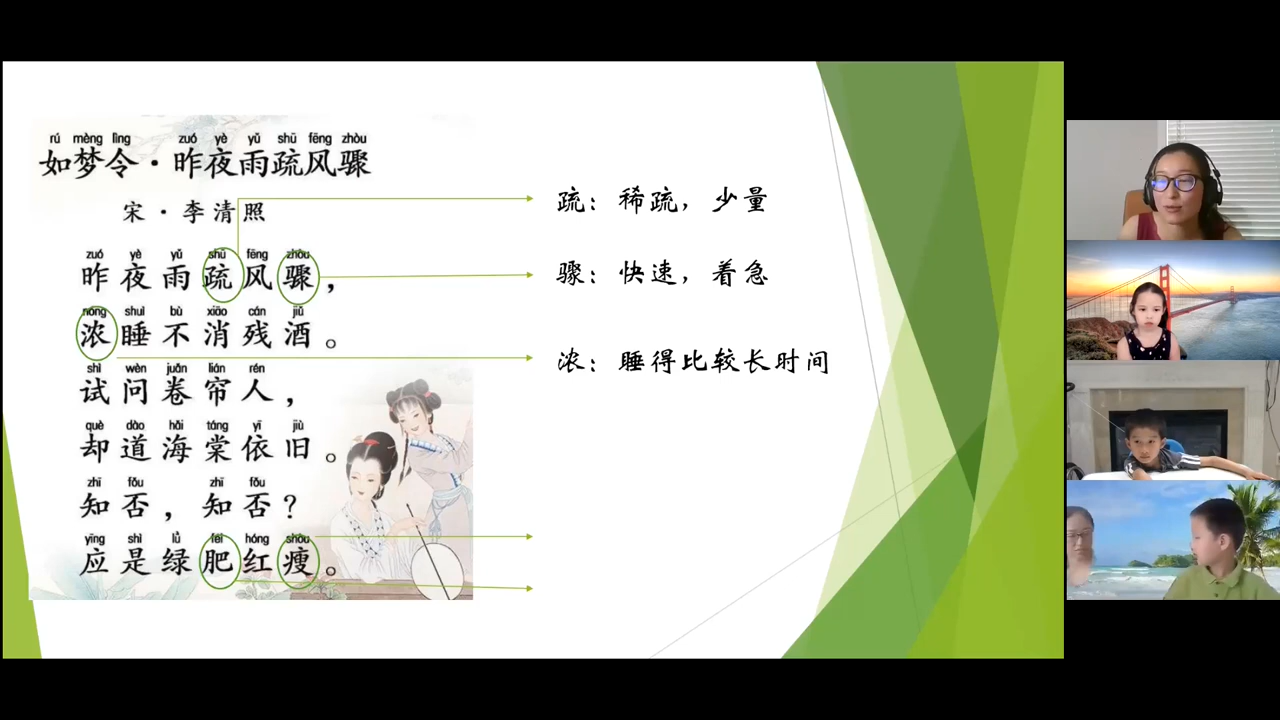 rú mèng lìng zuó yè yǔ shū fēng zhòu
如梦令·昨夜雨疏风骤
宋·李清照
zuó yè yǔ shū fēng zhòu
昨夜雨疏风骤，
nóng shuì bù xiāo cán jiǔ
浓睡不消残酒。
shì wèn juǎn lián rén
试问卷帘人，
què dào hǎi táng yī jiù
却道海棠依旧。
zhī fǒu zhī fǒu
知否，知否？
yīng shì lǜ féi hóng shòu
应是绿肥红瘦。
疏：稀疏，少量
骤：快速，着急
浓：睡得比较长时间